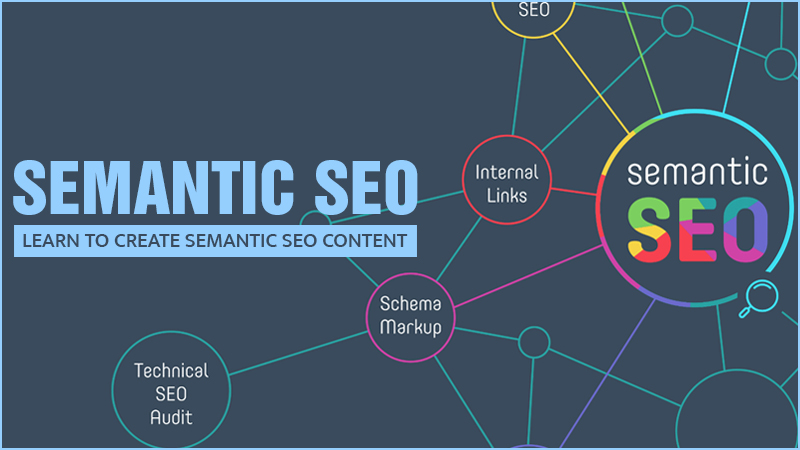 SEO
SEMANTIC SEO
LEARN TO CREATE SEMANTIC SEO CONTENT
Internal
Links
semantic
SEO
Schema
Markup
Technical
SEO
Audit